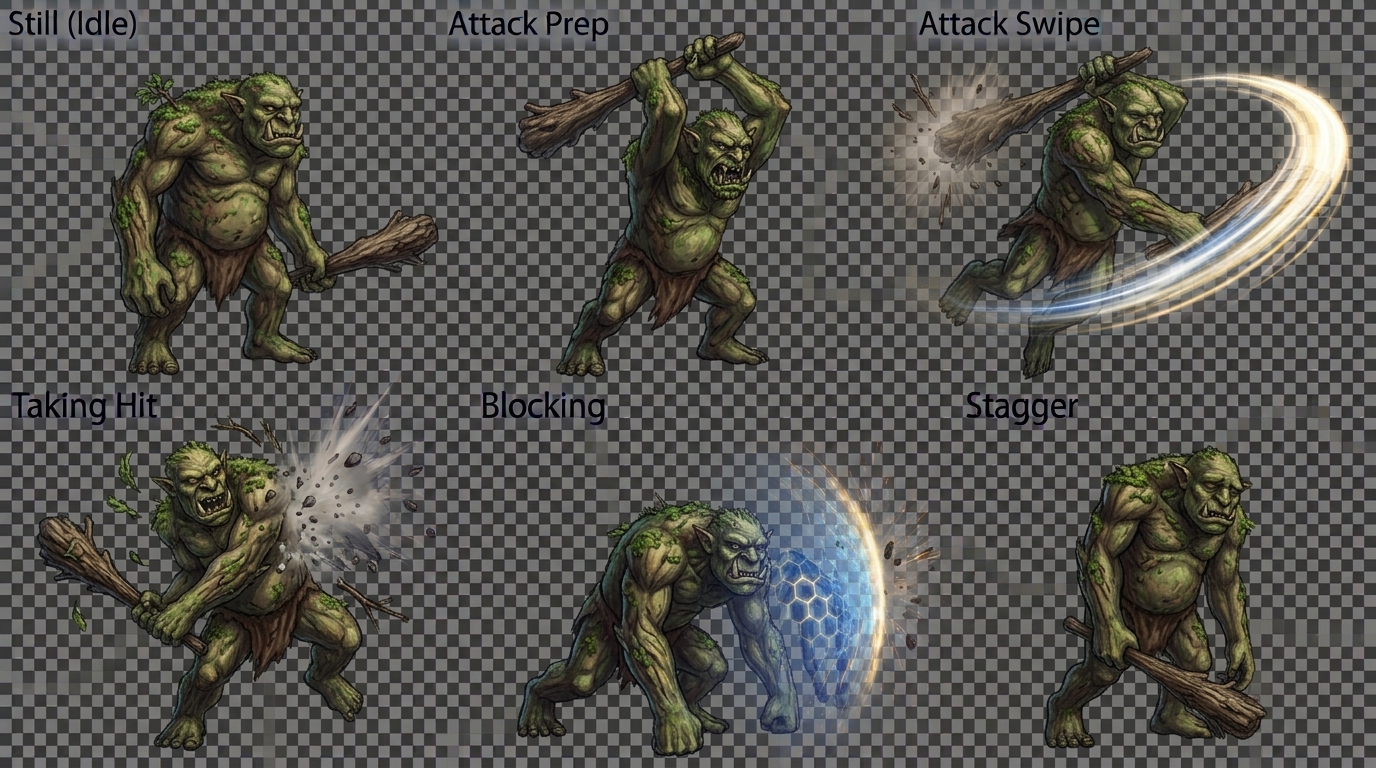 Still (Idle)
Attack Prep
Attack Swipe
Taking Hit
Blocking
Stagger